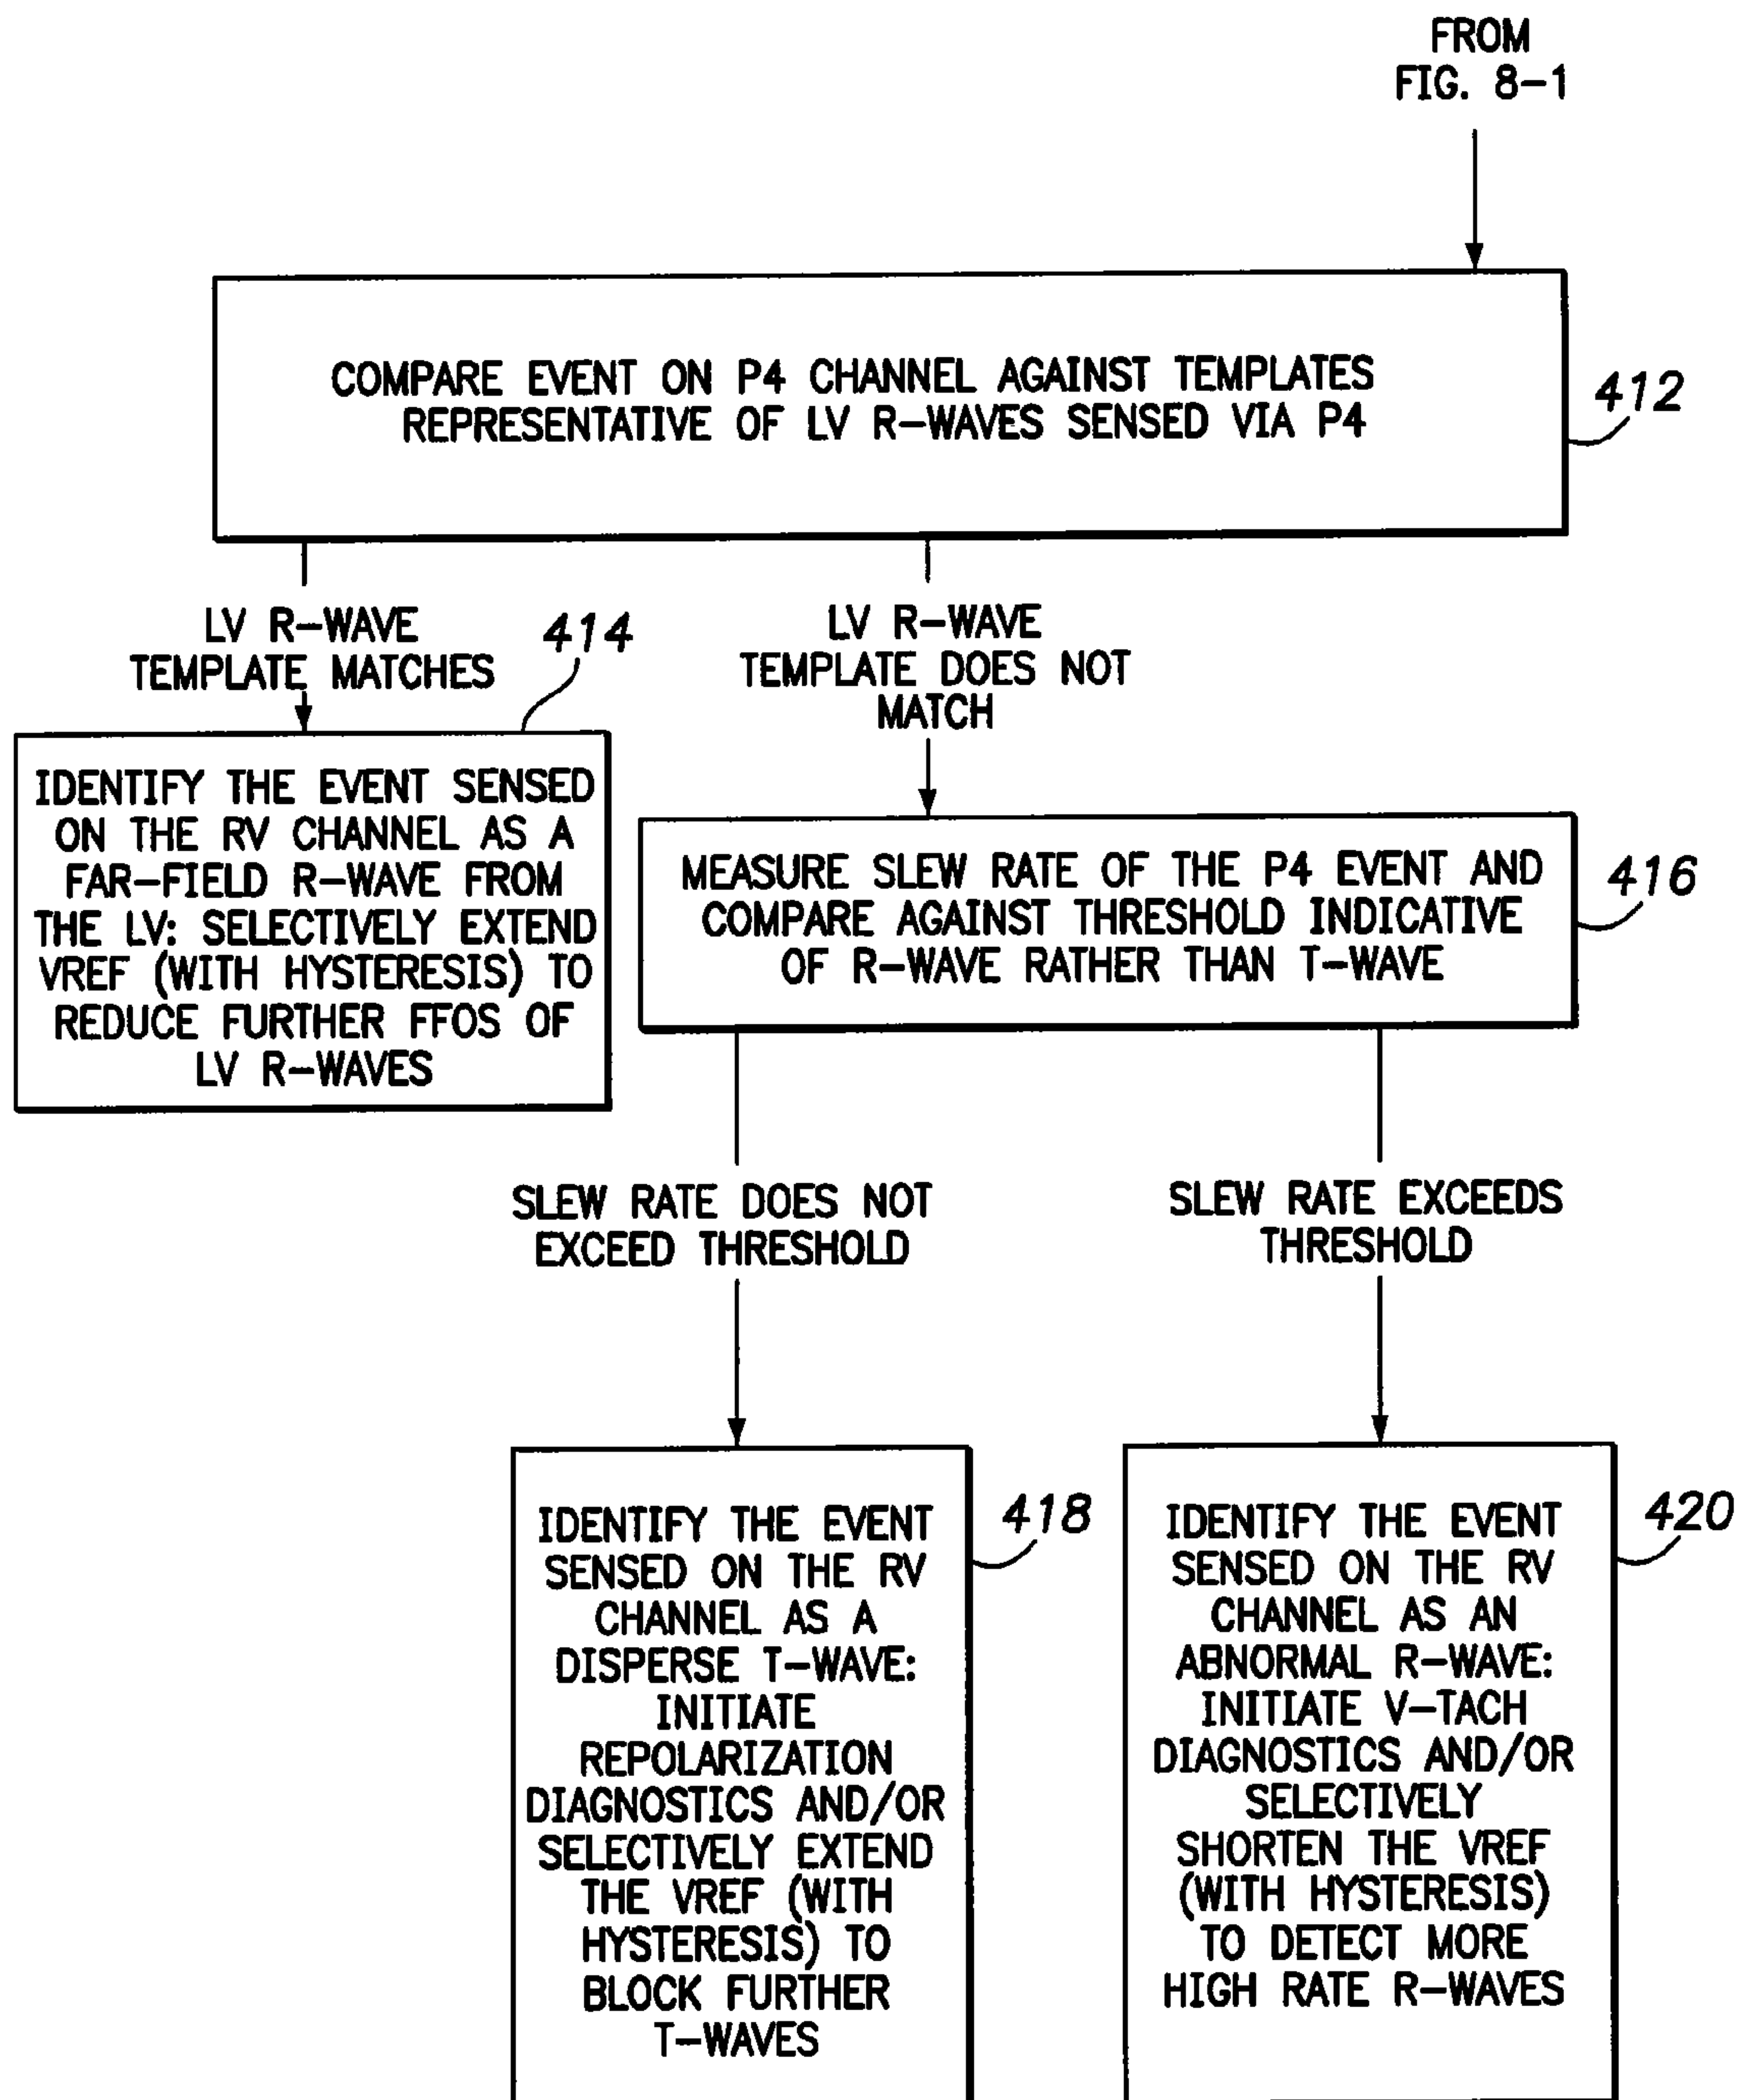 FROM
FIG. 8-1
COMPARE EVENT ON P4 CHANNEL AGAINST TEMPLATES
REPRESENTATIVE OF LV R-WAVES SENSED VIA P4
412
LV R-WAVE
TEMPLATE MATCHES
414
LV R-WAVE
TEMPLATE DOES NOT
MATCH
IDENTIFY THE EVENT SENSED
ON THE RV CHANNEL AS A
FAR-FIELD R-WAVE FROM
THE LV: SELECTIVELY EXTEND
VREF (WITH HYSTERESIS) TO
REDUCE FURTHER FFOS OF
LV R-WAVES
MEASURE SLEW RATE OF THE P4 EVENT AND
COMPARE AGAINST THRESHOLD INDICATIVE
OF R-WAVE RATHER THAN T-WAVE
416
SLEW RATE DOES NOT
EXCEED THRESHOLD
SLEW RATE EXCEEDS
THRESHOLD
IDENTIFY THE EVENT
SENSED ON THE RV
CHANNEL AS A
DISPERSE T-WAVE:
INITIATE
REPOLARIZATION
DIAGNOSTICS AND/OR
SELECTIVELY EXTEND
THE VREF (WITH
HYSTERESIS) TO
BLOCK FURTHER
T-WAVES
418
IDENTIFY THE EVENT
SENSED ON THE RV
CHANNEL AS AN
ABNORMAL R-WAVE:
INITIATE V-TACH
DIAGNOSTICS AND/OR
SELECTIVELY
SHORTEN THE VREF
(WITH HYSTERESIS)
TO DETECT MORE
HIGH RATE R-WAVES
420